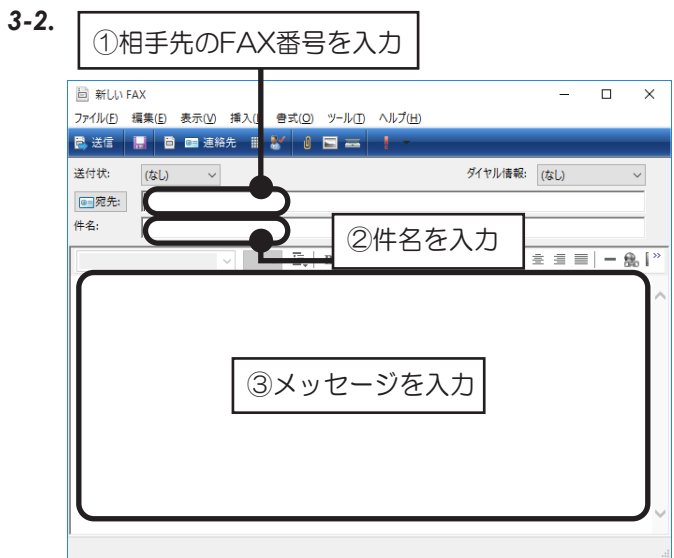 3-2.
①相手先のFAX番号を入力
新しい FAX
ファイル(F) 編集(E) 表示(V) 挿入(I 書式(O) ツール(T) ヘルプ(H)
送信 連絡先
送付状: (なし) ダイヤル情報: (なし)
宛先:
件名:
②件名を入力
③メッセージを入力